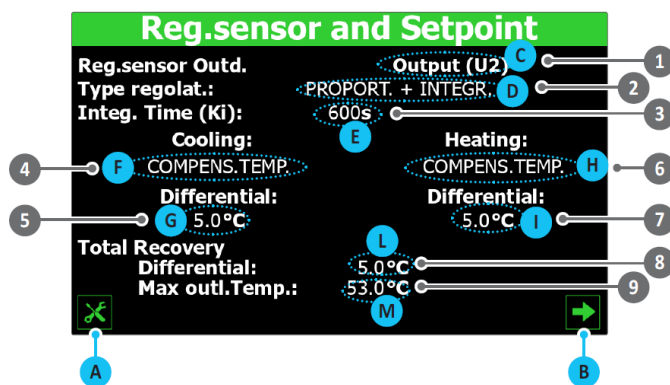 Reg.sensor and Setpoint
Reg.sensor Outd. Output (U2) C 1
Type regolat.: PROPORT. + INTEGR. D 2
Integ. Time (Ki): 600s 3
E
Cooling: Heating:
4 F COMPENS.TEMP. COMPENS.TEMP. H 6
Differential: Differential:
5 G 5.0°C 5.0°C I 7
Total Recovery L
Differential: 5.0°C 8
Max outl.Temp.: 53.0°C 9
M
A B